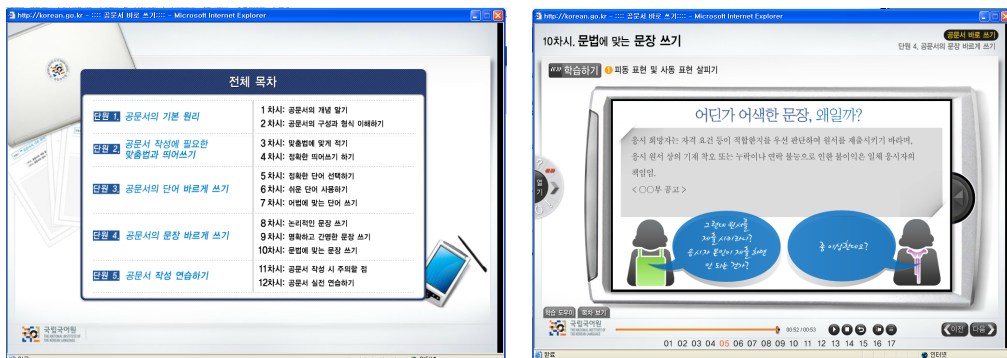 http://korean.go.kr - :::: 공문서 바로 쓰기:::: - Microsoft Internet Explorer
전체 목차
단원 1. 공문서의 기본 원리
1 차시: 공문서의 개념 알기
2 차시: 공문서의 구성과 형식 이해하기
단원 2. 공문서 작성에 필요한
맞춤법과 띄어쓰기
3 차시: 맞춤법에 맞게 적기
4 차시: 정확한 띄어쓰기 하기
단원 3. 공문서의 단어 바르게 쓰기
5 차시: 정확한 단어 선택하기
6 차시: 쉬운 단어 사용하기
7 차시: 어법에 맞는 단어 쓰기
단원 4. 공문서의 문장 바르게 쓰기
8 차시: 논리적인 문장 쓰기
9 차시: 명확하고 간명한 문장 쓰기
10차시: 문법에 맞는 문장 쓰기
단원 5. 공문서 작성 연습하기
11차시: 공문서 작성 시 주의할 점
12차시: 공문서 실전 연습하기
국립국어원
http://korean.go.kr - :::: 공문서 바로 쓰기:::: - Microsoft Internet Explorer
10차시. 문법에 맞는 문장 쓰기
공문서 바로 쓰기
단원 4. 공문서의 문장 바르게 쓰기
학습하기 피동 표현 및 사동 표현 살피기
어딘가 어색한 문장, 왜일까?
응시 희망자는 자격 요건 등이 적합한지를 우선 판단하여 원서를 제출시키기 바라며,
응시 원서 상의 기재 착오 또는 누락이나 연락 불능으로 인한 불이익은 일체 응시자의
책임임.
< ○○부 공고 >
열기
그런데 원서를
제출 시키라니?
응시자 본인이 제출 하면
안 되는 건가?
좀 이상한데요?
학습 도우미 목차 보기
국립국어원
00:52 / 00:53
이전 다음
01 02 03 04 05 06 07 08 09 10 11 12 13 14 15 16 17
완료
인터넷